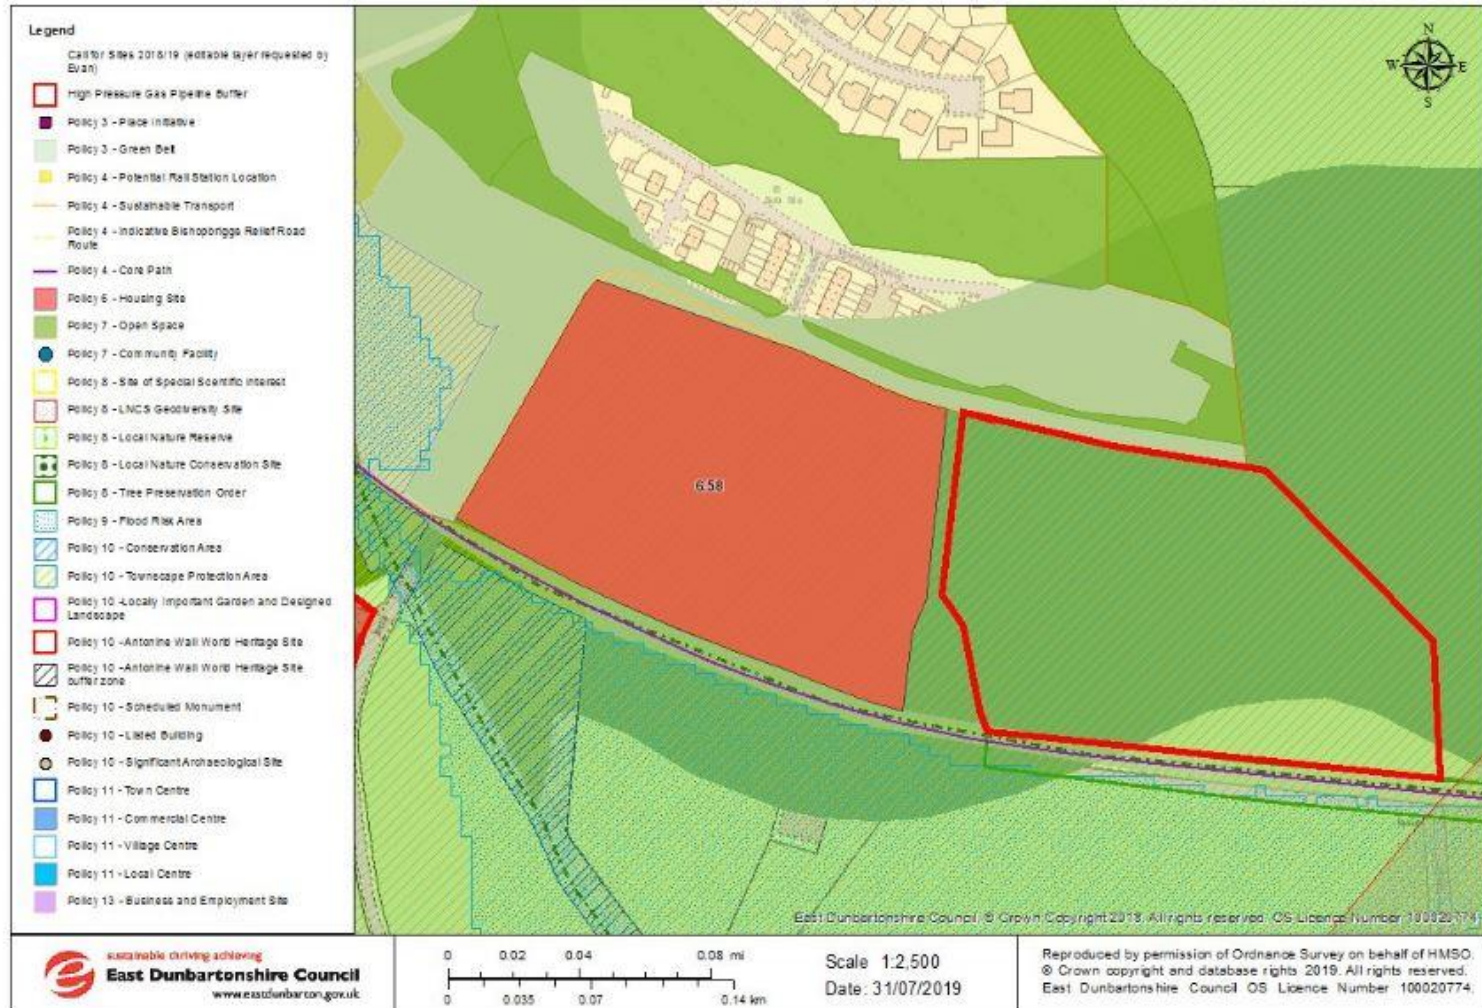 Legend
Call for Sites 2018/19 (editable layer requested by
Euan)
High Pressure Gas Pipeline Buffer
Policy 3 - Place Initiative
Policy 3 - Green Belt
Policy 4 - Potential Rail Station Location
Policy 4 - Sustainable Transport
Policy 4 - Indicative Bishopbriggs Relief Road
Route
Policy 4 - Core Path
Policy 6 - Housing Site
Policy 7 - Open Space
Policy 7 - Community Facility
Policy 8 - Site of Special Scentific Interest
Policy 8 - LNCS Geodiversity Site
Policy 8 - Local Nature Reserve
Policy 8 - Local Nature Conservation Site
Policy 8 - Tree Preservation Order
Policy 9 - Flood Risk Area
Policy 10 - Conservation Area
Policy 10 - Townscape Protection Area
Policy 10 -Locally Important Garden and Designed
Landscape
Policy 10 -Antonine Wall World Heritage Site
Policy 10 -Antonine Wall World Heritage Site
buffer zone
Policy 10 - Scheduled Monument
Policy 10 - Listed Building
Policy 10 - Significant Archaeological Site
Policy 11 - Town Centre
Policy 11 - Commercial Centre
Policy 11 - Village Centre
Policy 11 - Local Centre
Policy 13 - Business and Employment Site
N
W E
S
6.58
East Dunbartonshire Council, © Crown Copyright 2018. All rights reserved. OS Licence Number 100020774
sustainable thriving achieving
East Dunbartonshire Council
www.eastdunbarton.gov.uk
0 0.02 0.04 0.08 mi
0 0.035 0.07 0.14 km
Scale 1:2,500
Date: 31/07/2019
Reproduced by permission of Ordnance Survey on behalf of HMSO.
© Crown copyright and database rights 2019. All rights reserved.
East Dunbartonshire Council OS Licence Number 100020774.